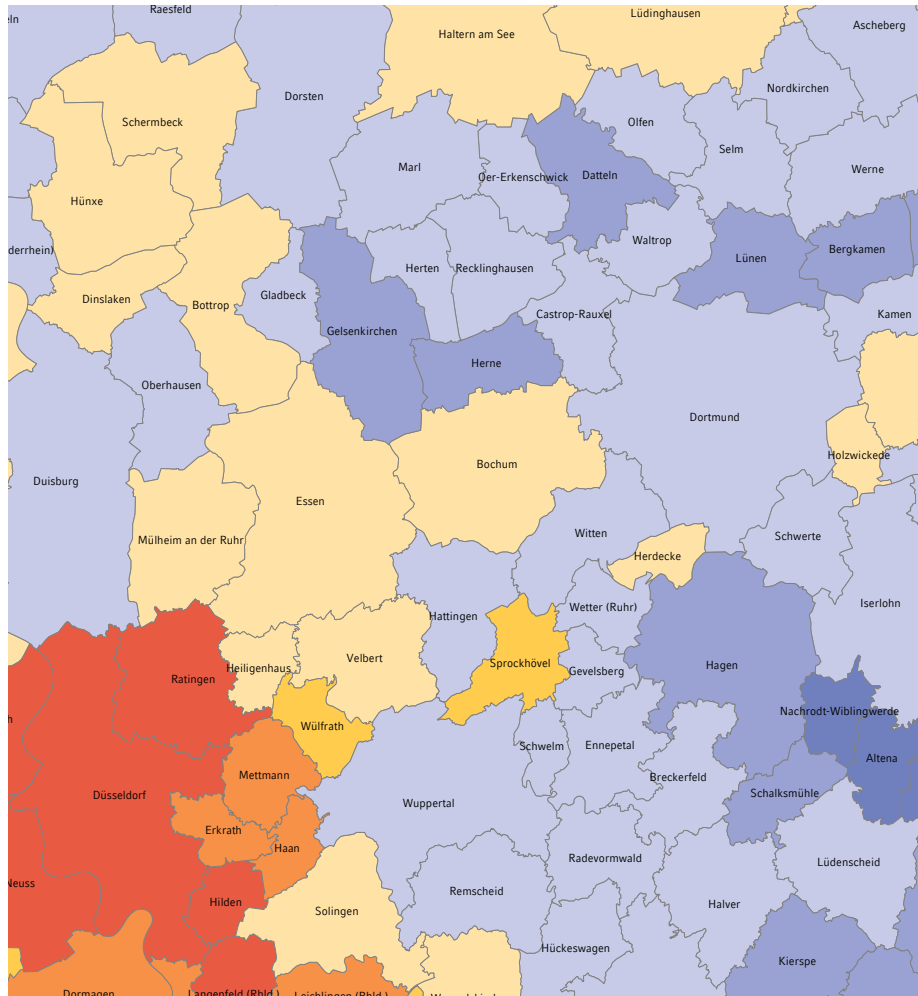 eln
Raesfeld
Haltern am See
Lüdinghausen
Ascheberg
Dorsten
Nordkirchen
Schermbeck
Olfen
Selm
Marl
Oer-Erkenschwick
Datteln
Werne
Hünxe
Waltrop
derrhein)
Lünen
Bergkamen
Herten
Recklinghausen
Dinslaken
Bottrop
Gladbeck
Castrop-Rauxel
Kamen
Gelsenkirchen
Herne
Oberhausen
Dortmund
Holzwickede
Bochum
Duisburg
Essen
Witten
Schwerte
Mülheim an der Ruhr
Herdecke
Iserlohn
Wetter (Ruhr)
Hattingen
Velbert
Sprockhövel
Hagen
Heiligenhaus
Gevelsberg
Ratingen
Nachrodt-Wiblingwerde
h
Wülfrath
Schwelm
Ennepetal
Altena
Mettmann
Breckerfeld
Düsseldorf
Schalksmühle
Wuppertal
Erkrath
Haan
Radevormwald
Lüdenscheid
Neuss
Remscheid
Hilden
Halver
Solingen
Hückeswagen
Kierspe
Dormagen
Langenfeld (Rhld.)
Leichlingen (Rhld.)